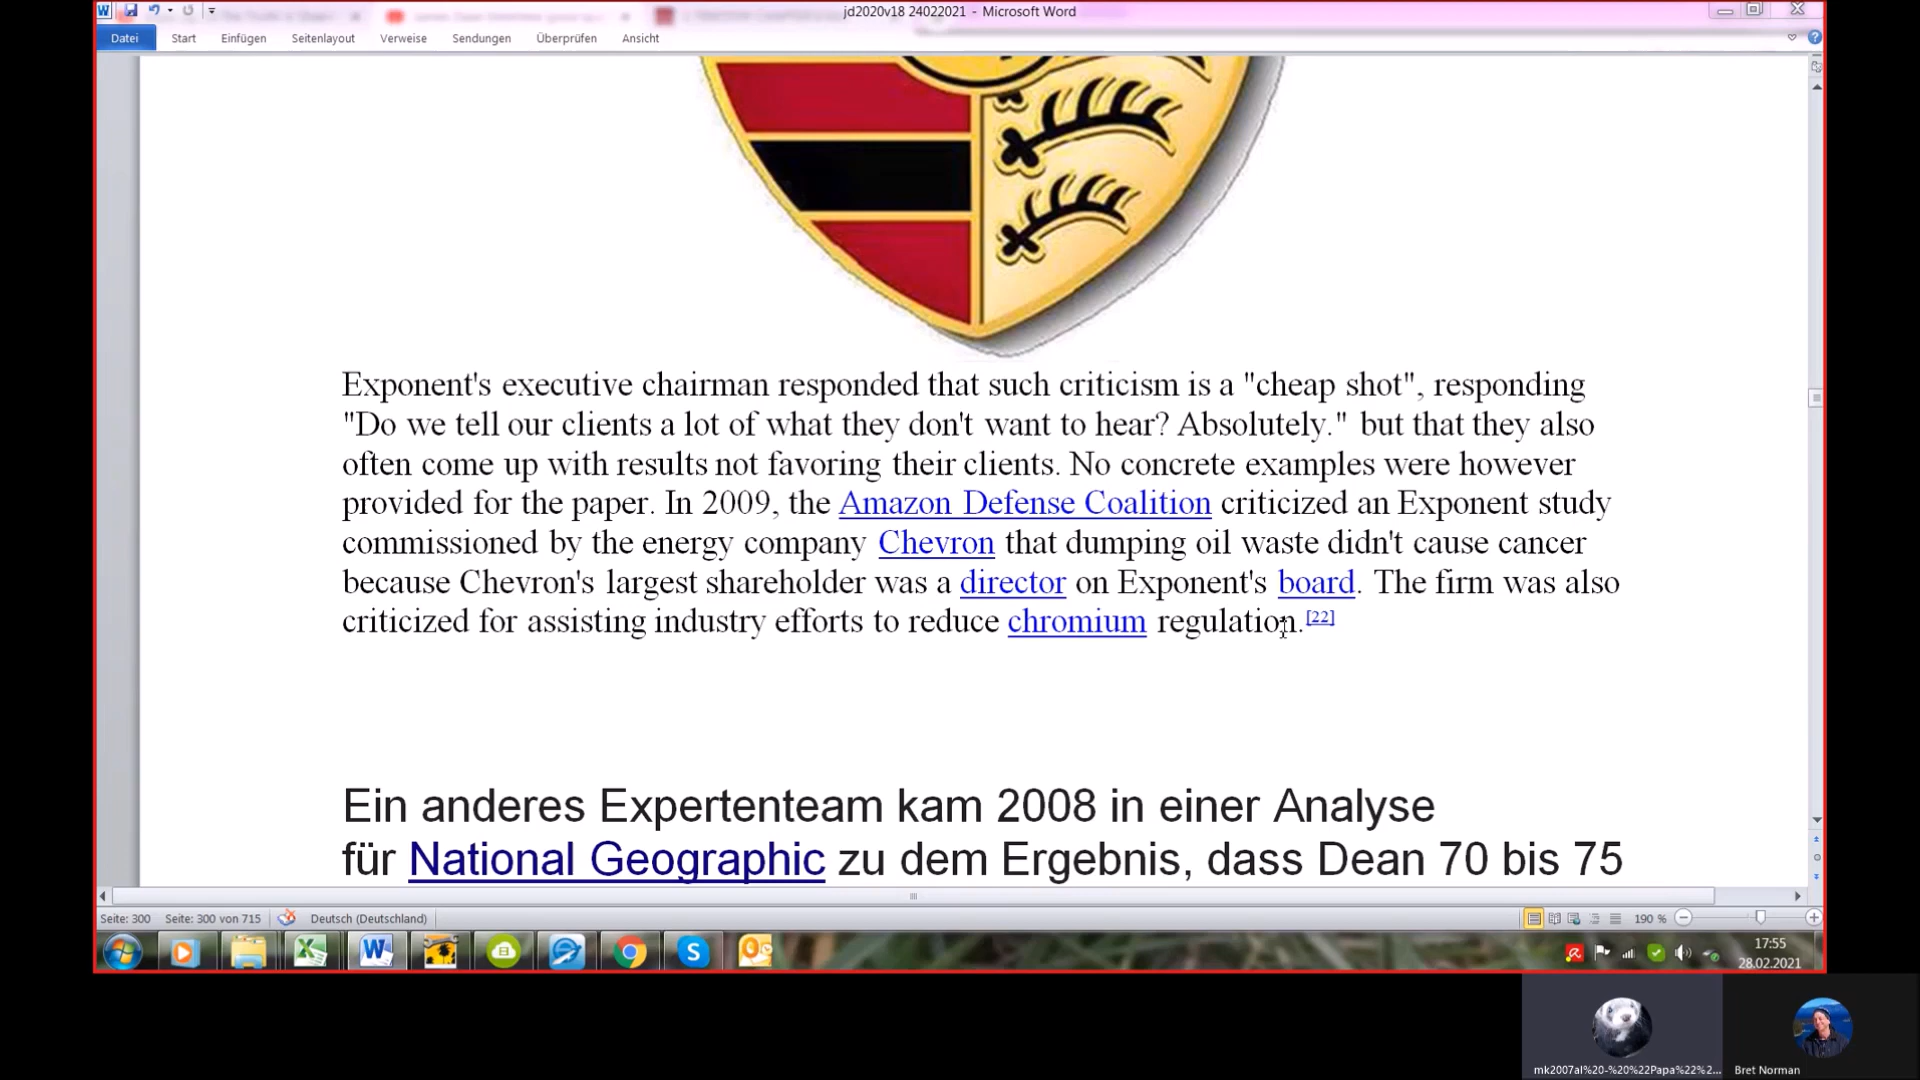 jd2020v18 24022021 - Microsoft Word
Datei Start Einfügen Seitenlayout Verweise Sendungen Überprüfen Ansicht
Exponent's executive chairman responded that such criticism is a "cheap shot", responding
"Do we tell our clients a lot of what they don't want to hear? Absolutely." but that they also
often come up with results not favoring their clients. No concrete examples were however
provided for the paper. In 2009, the Amazon Defense Coalition criticized an Exponent study
commissioned by the energy company Chevron that dumping oil waste didn't cause cancer
because Chevron's largest shareholder was a director on Exponent's board. The firm was also
criticized for assisting industry efforts to reduce chromium regulation.[22]
Ein anderes Expertenteam kam 2008 in einer Analyse
für National Geographic zu dem Ergebnis, dass Dean 70 bis 75
Seite: 300 Seite: 300 von 715 Deutsch (Deutschland) 190 %
17:55
28.02.2021
mk2007al%20-%20%22Papa%22%2... Bret Norman